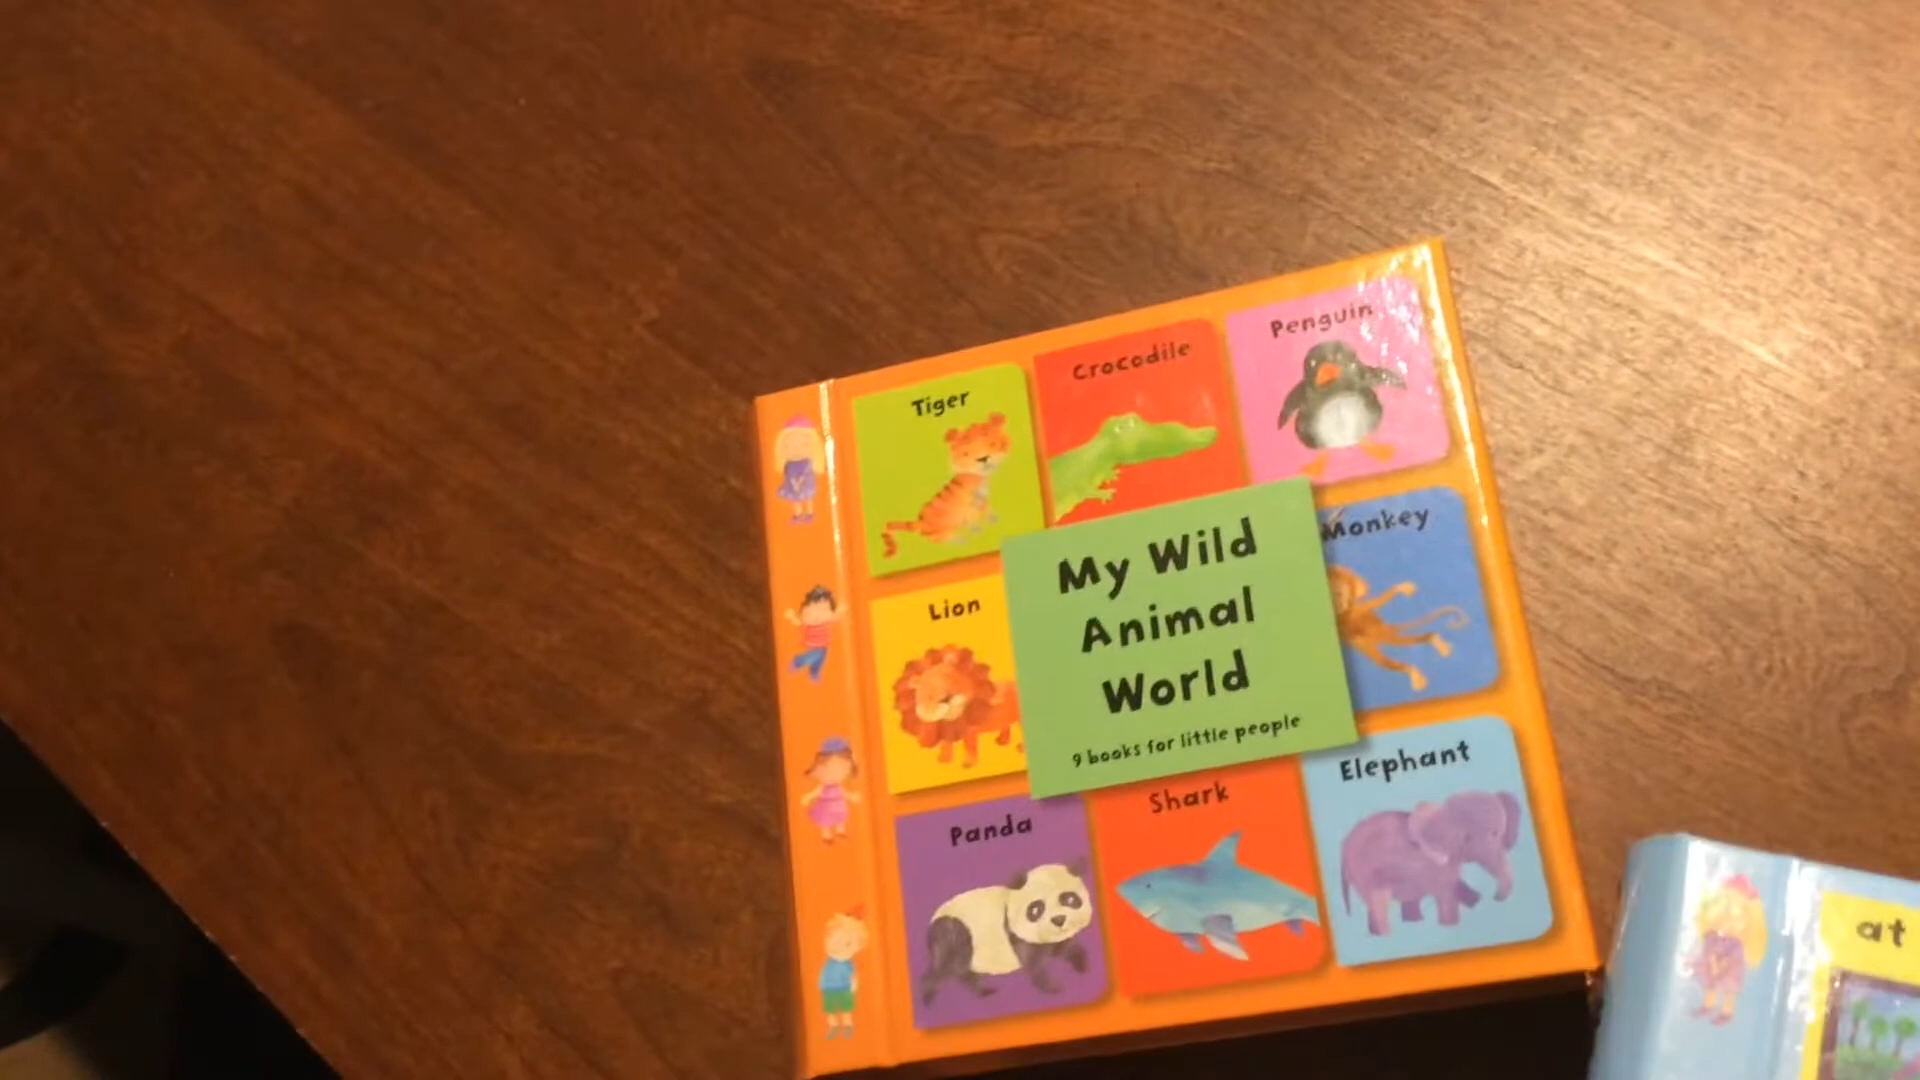 Tiger
Crocodile
Penguin
Lion
My Wild
Animal
World
9 books for little people
Monkey
Panda
Shark
Elephant
at